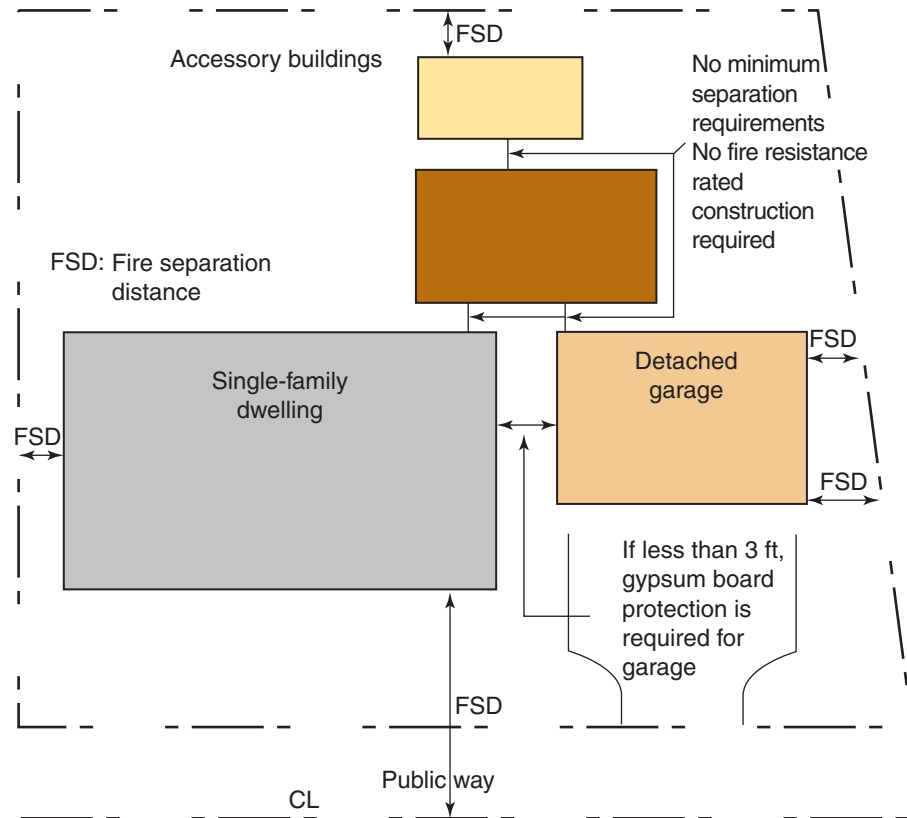 FSD
Accessory buildings
No minimum
separation
requirements
No fire resistance
rated
construction
required
FSD: Fire separation
distance
FSD
Single-family
dwelling
Detached
garage
FSD
FSD
If less than 3 ft,
gypsum board
protection is
required for
garage
FSD
Public way
CL